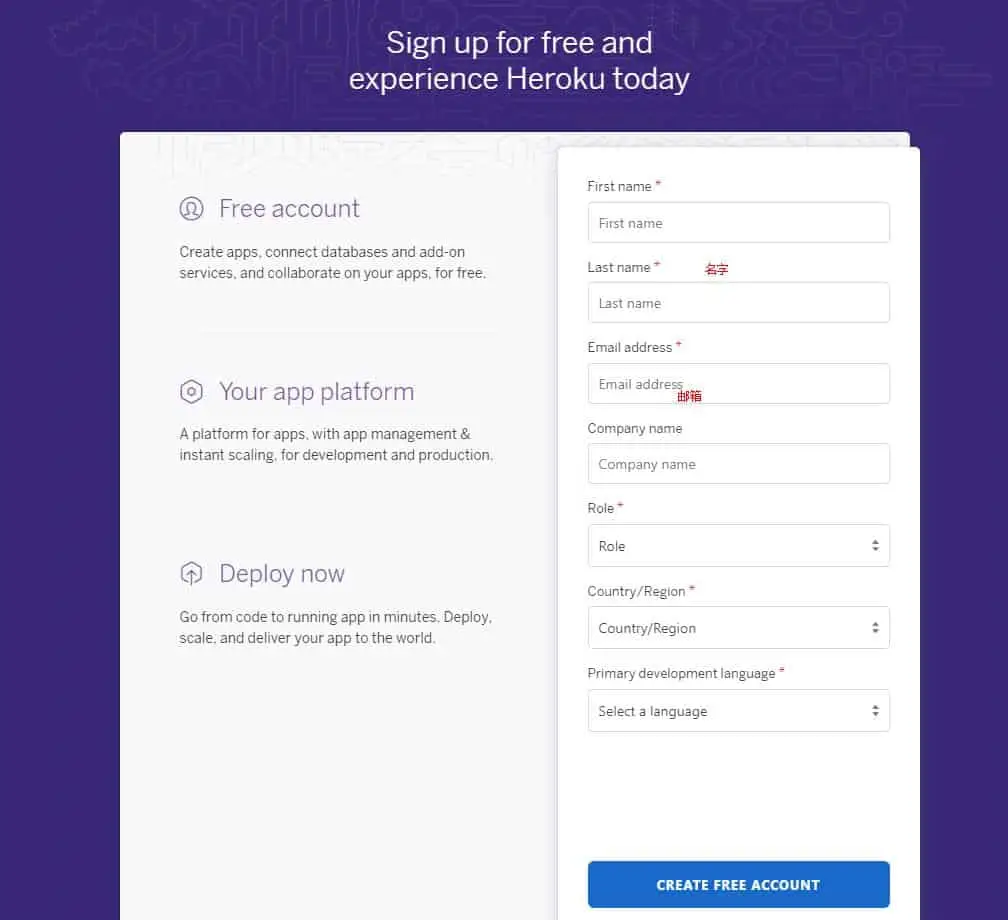 Sign up for free and
experience Heroku today
Free account
Create apps, connect databases and add-on
services, and collaborate on your apps, for free.
Your app platform
A platform for apps, with app management &
instant scaling, for development and production.
Deploy now
Go from code to running app in minutes. Deploy,
scale, and deliver your app to the world.
First name *
First name
Last name * 名字
Last name
Email address *
Email address
邮箱
Company name
Company name
Role *
Role
Country/Region *
Country/Region
Primary development language *
Select a language
CREATE FREE ACCOUNT